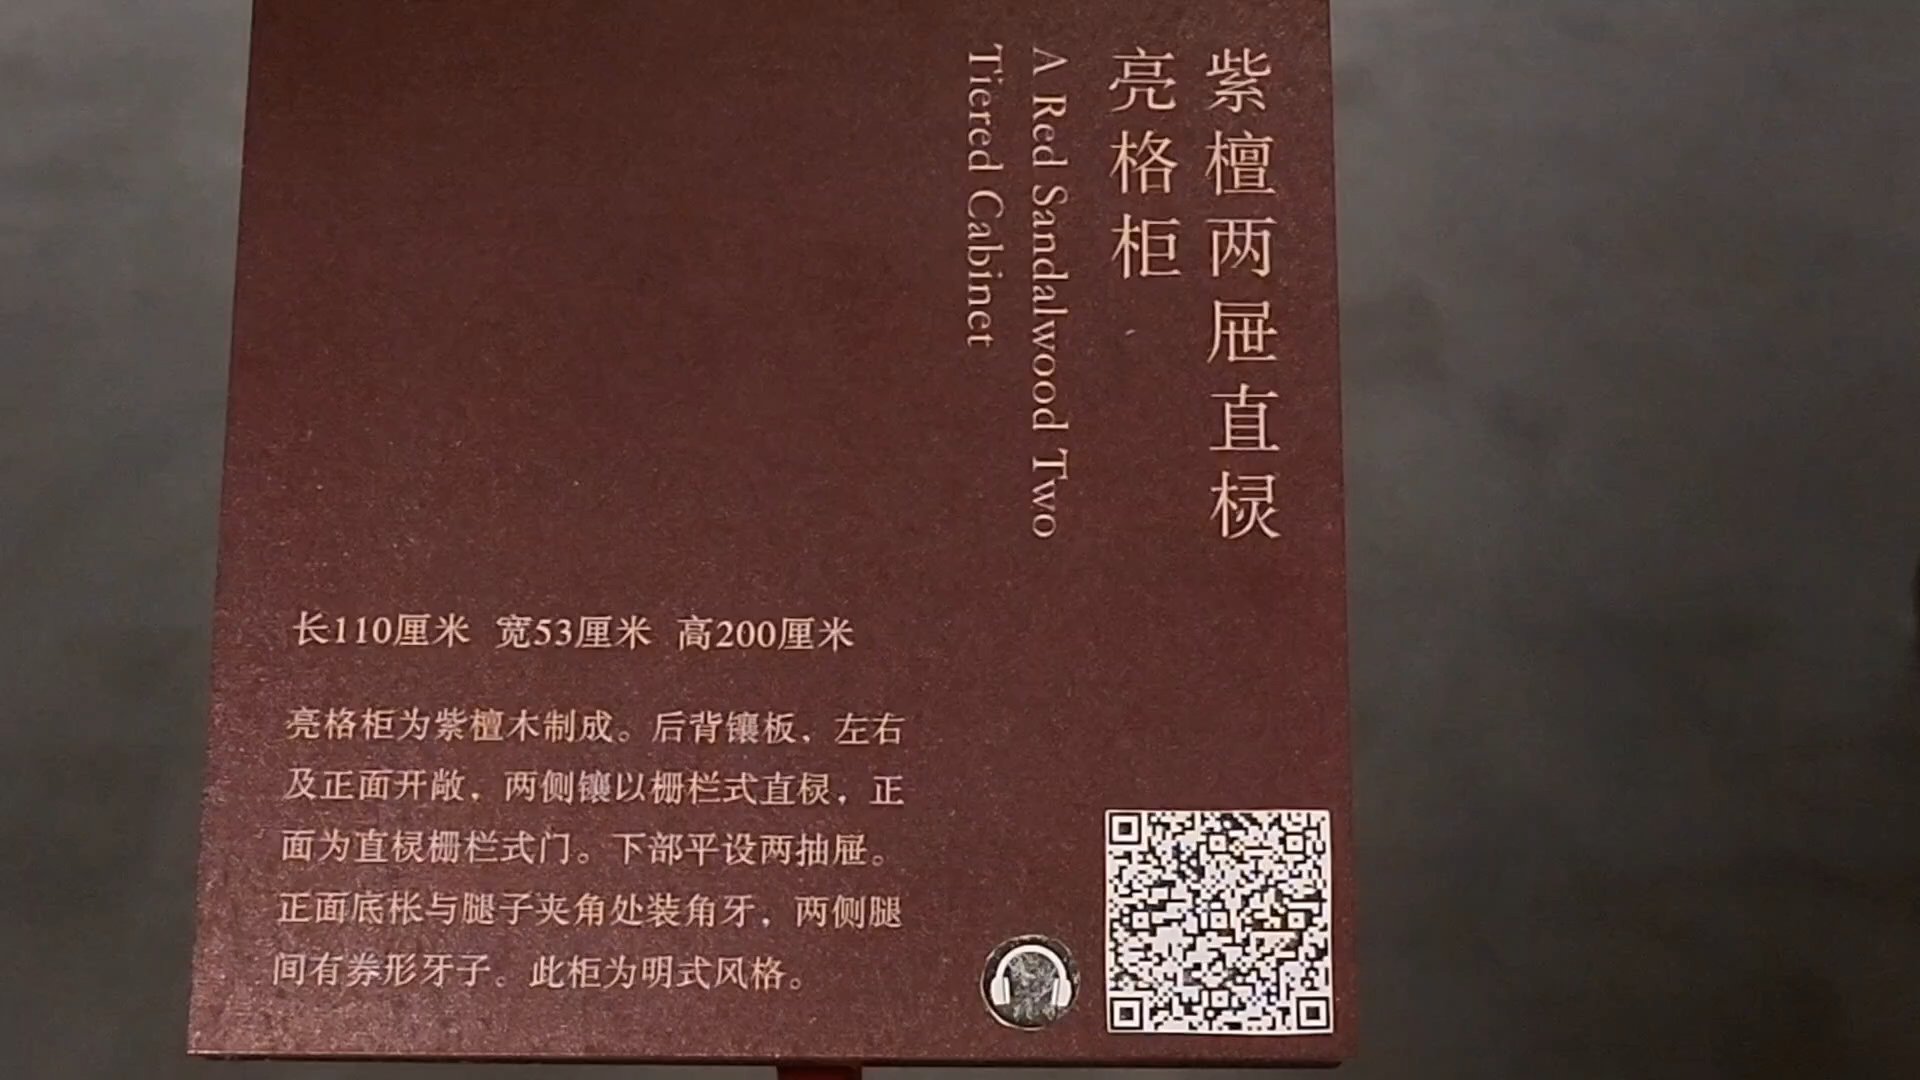 紫檀两屉直棂
亮格柜
A Red Sandalwood Two
Tiered Cabinet
长110厘米 宽53厘米 高200厘米
亮格柜为紫檀木制成。后背镶板，左右
及正面开敞，两侧镶以栅栏式直棂，正
面为直棂栅栏式门。下部平设两抽屉。
正面底枨与腿子夹角处装角牙，两侧腿
间有券形牙子。此柜为明式风格。